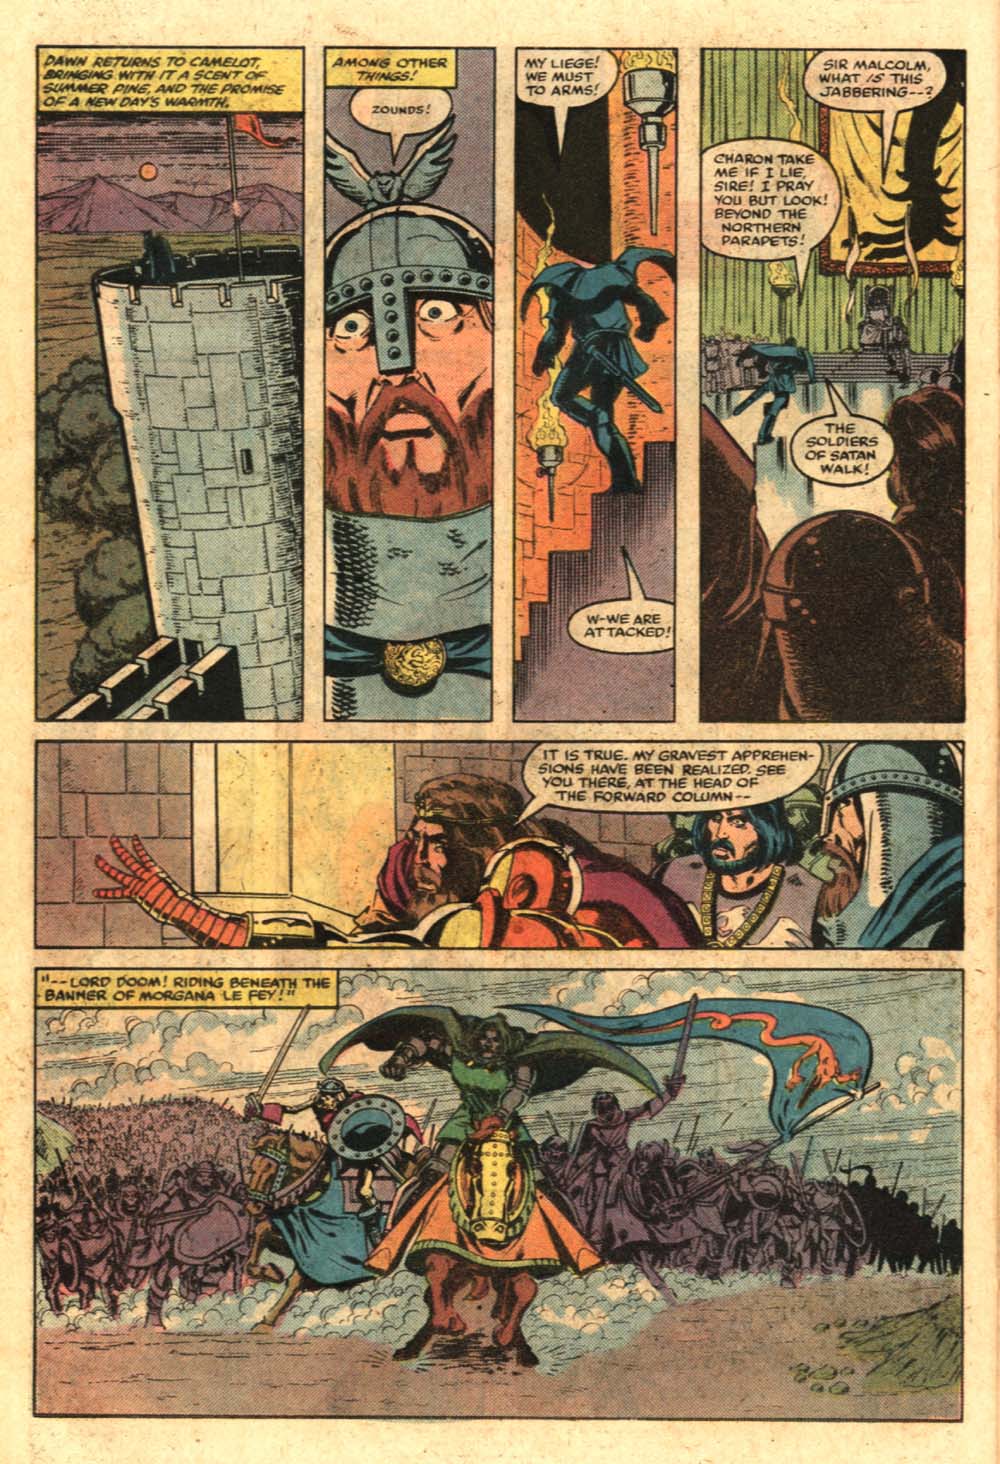 DAWN RETURNS TO CAMELOT,
BRINGING WITH IT A SCENT OF
SUMMER PINE, AND THE PROMISE
OF A NEW DAY'S WARMTH,
AMONG OTHER
THINGS!
ZOUNDS!
MY LIEGE!
WE MUST
TO ARMS!
W-WE ARE
ATTACKED!
SIR MALCOLM,
WHAT IS THIS
JABBERING--?
CHARON TAKE
ME IF I LIE,
SIRE! I PRAY
YOU BUT LOOK!
BEYOND THE
NORTHERN
PARAPETS!
THE
SOLDIERS
OF SATAN
WALK!
IT IS TRUE. MY GRAVEST APPREHEN-
SIONS HAVE BEEN REALIZED. SEE
YOU THERE, AT THE HEAD OF
THE FORWARD COLUMN--
"--LORD DOOM! RIDING BENEATH THE
BANNER OF MORGANA LE FEY!"